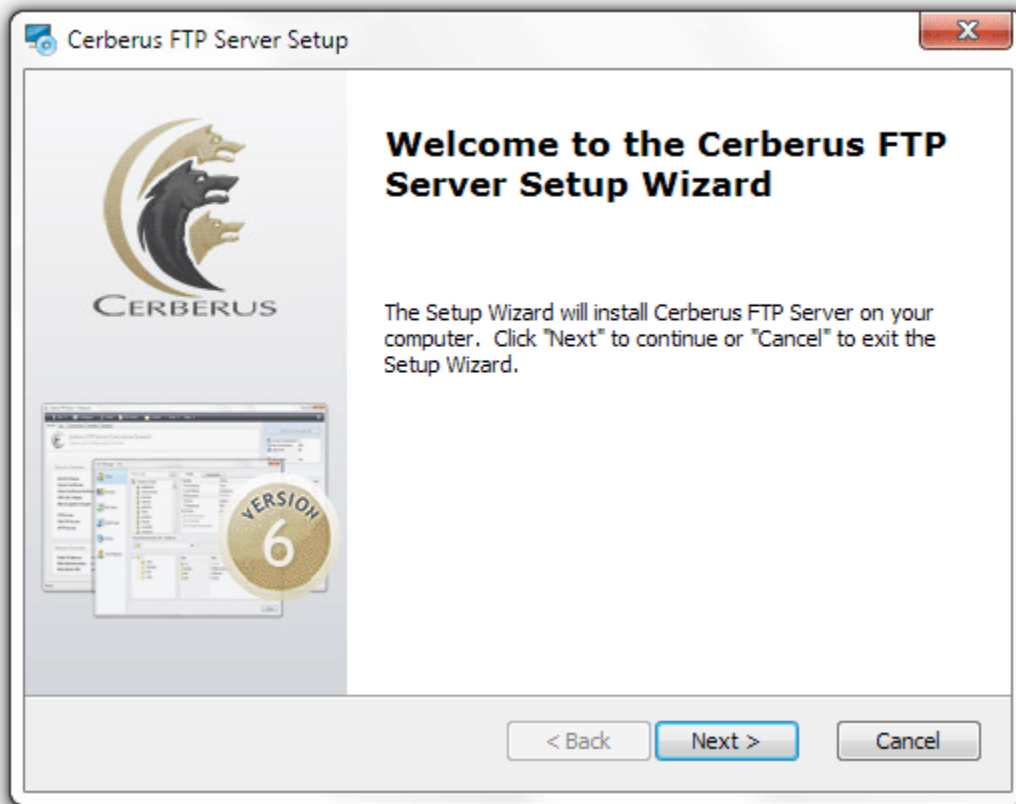 Cerberus FTP Server Setup
Welcome to the Cerberus FTP
Server Setup Wizard
CERBERUS
The Setup Wizard will install Cerberus FTP Server on your
computer.  Click "Next" to continue or "Cancel" to exit the
Setup Wizard.
VERSION
6
< Back
Next >
Cancel